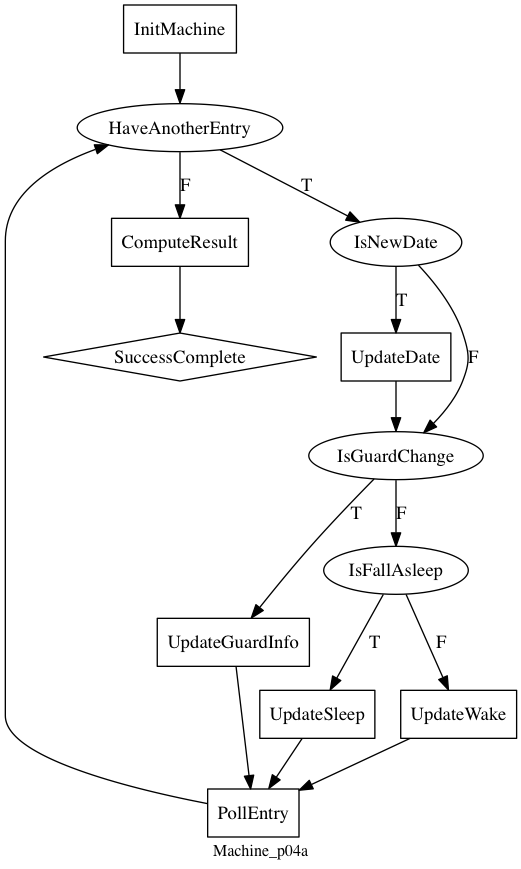 InitMachine
HaveAnotherEntry
F
T
ComputeResult
IsNewDate
T
SuccessComplete
UpdateDate
F
IsGuardChange
T
F
IsFallAsleep
UpdateGuardInfo
T
F
UpdateSleep
UpdateWake
PollEntry
Machine_p04a